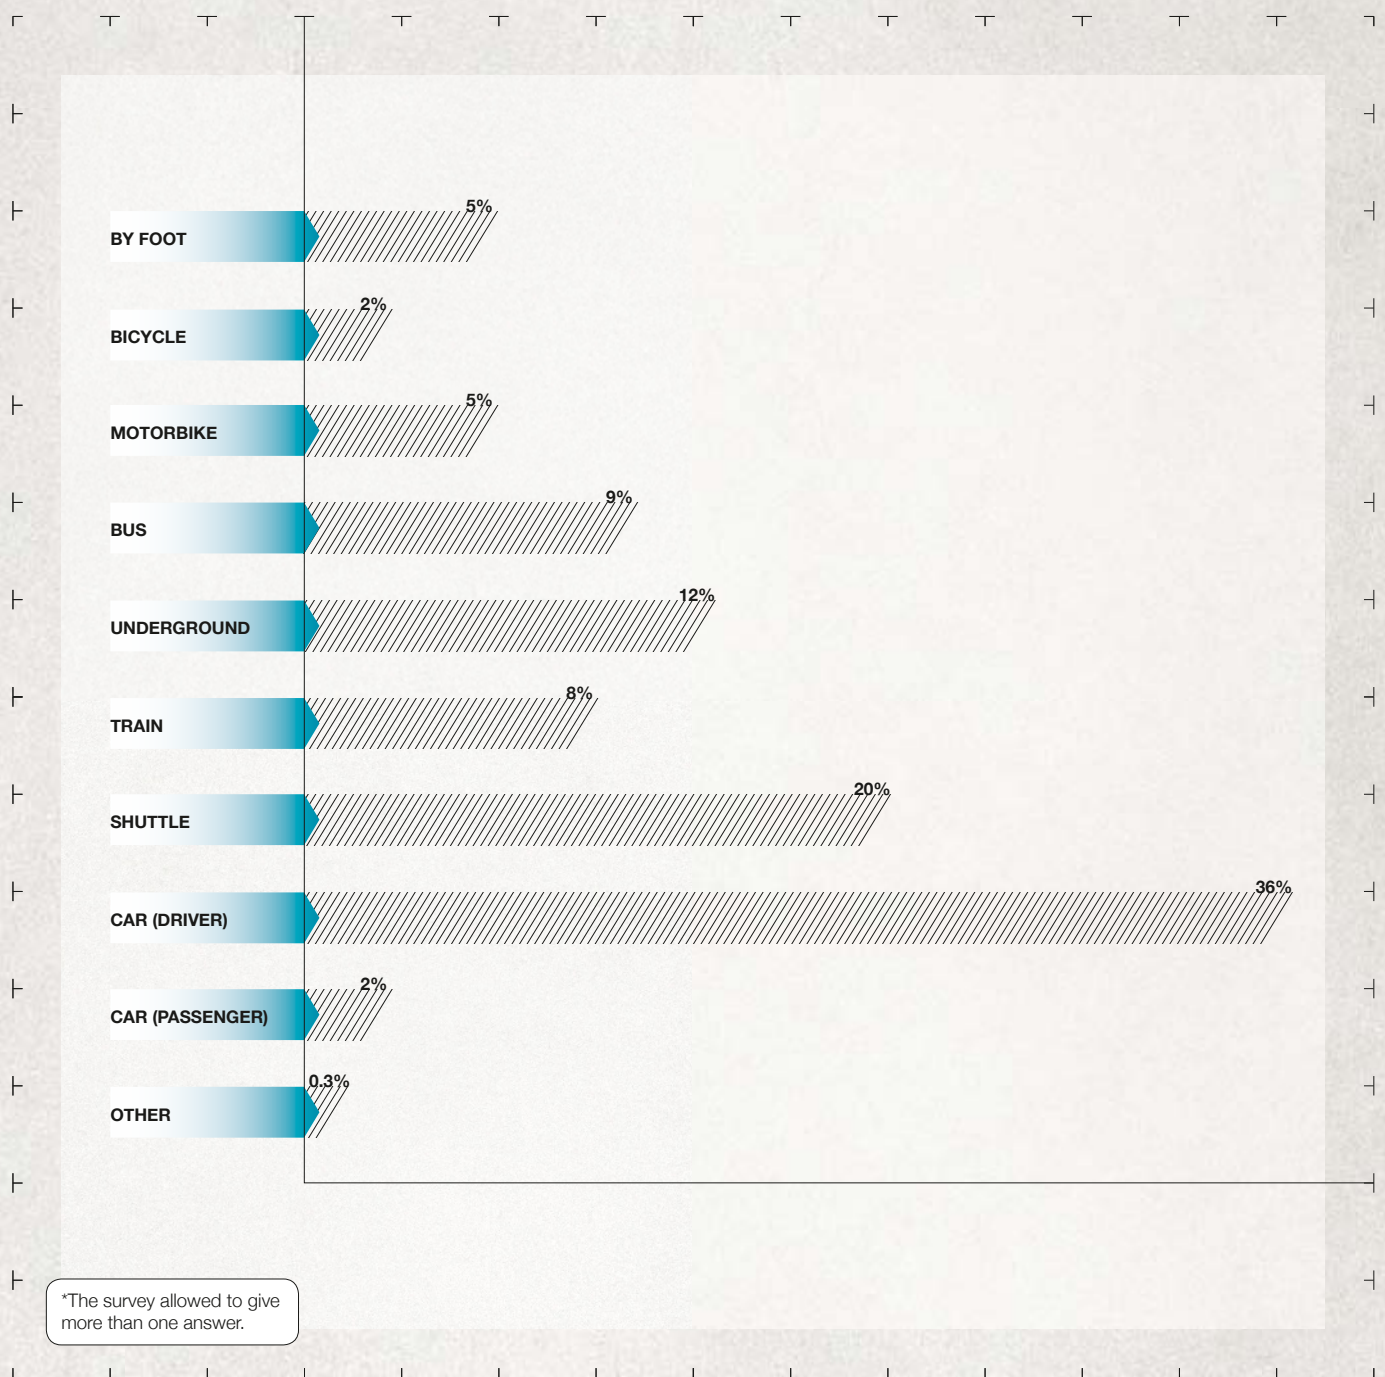 5%
BY FOOT
2%
BICYCLE
5%
MOTORBIKE
9%
BUS
12%
UNDERGROUND
8%
TRAIN
20%
SHUTTLE
36%
CAR (DRIVER)
2%
CAR (PASSENGER)
0.3%
OTHER
*The survey allowed to give
more than one answer.